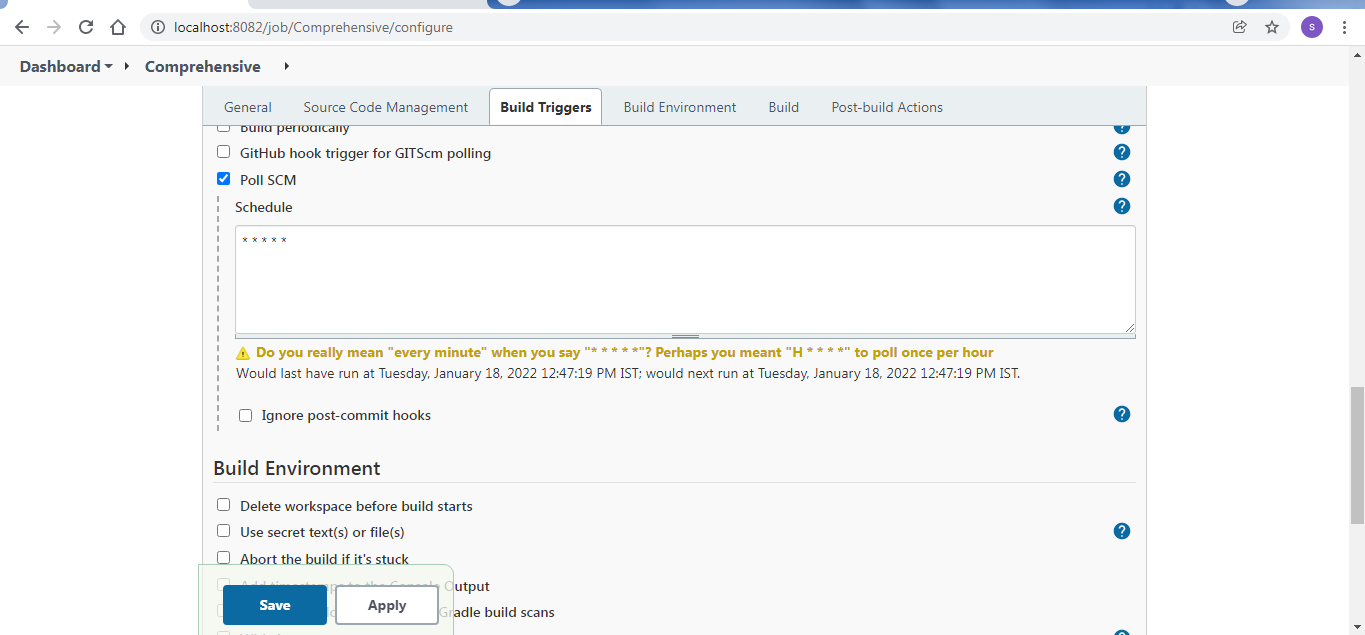 localhost:8082/job/Comprehensive/configure
S
Dashboard Comprehensive
General Source Code Management Build Triggers Build Environment Build Post-build Actions
Build periodically
?
GitHub hook trigger for GITScm polling
?
Poll SCM
?
Schedule
?
* * * * *
Do you really mean "every minute" when you say "* * * * *"? Perhaps you meant "H * * * *" to poll once per hour
Would last have run at Tuesday, January 18, 2022 12:47:19 PM IST; would next run at Tuesday, January 18, 2022 12:47:19 PM IST.
Ignore post-commit hooks
?
Build Environment
Delete workspace before build starts
Use secret text(s) or file(s)
?
Abort the build if it's stuck
Add timestamps to the Console Output
Gradle build scans
Save Apply